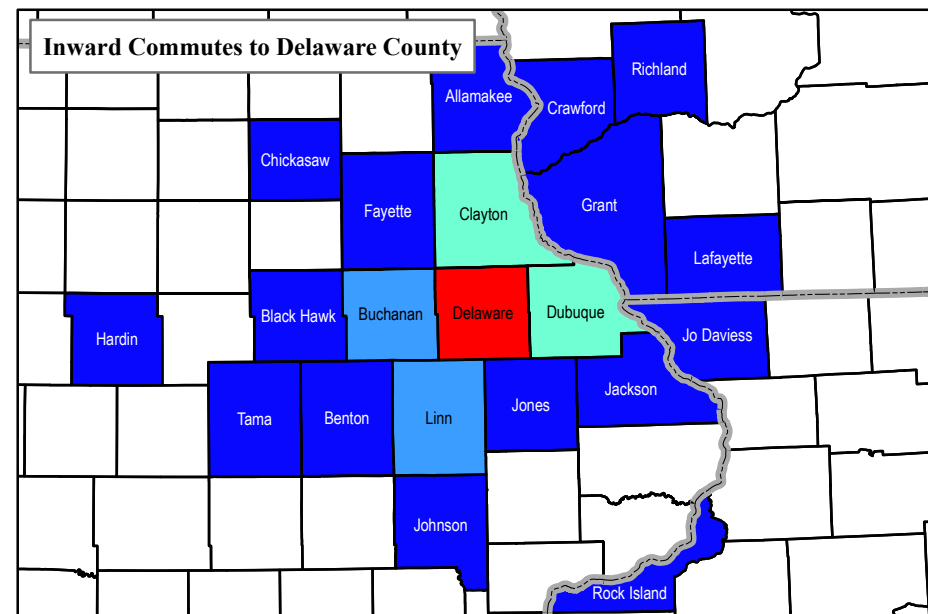 Inward Commutes to Delaware County
Richland
Allamakee
Crawford
Chickasaw
Fayette
Clayton
Grant
Lafayette
Black Hawk
Buchanan
Delaware
Dubuque
Hardin
Jo Daviess
Jackson
Tama
Benton
Linn
Jones
Johnson
Rock Island